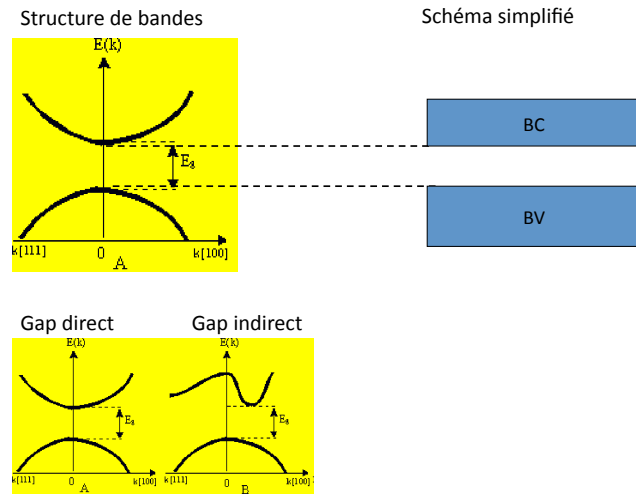 Structure de bandes
Schéma simplifié
E(k)
Eg
k[111]
0
k[100]
A
BC
BV
Gap direct
Gap indirect
E(k)
Eg
k[111]
0
k[100]
A
E(k)
Eg
k[111]
0
k[100]
B